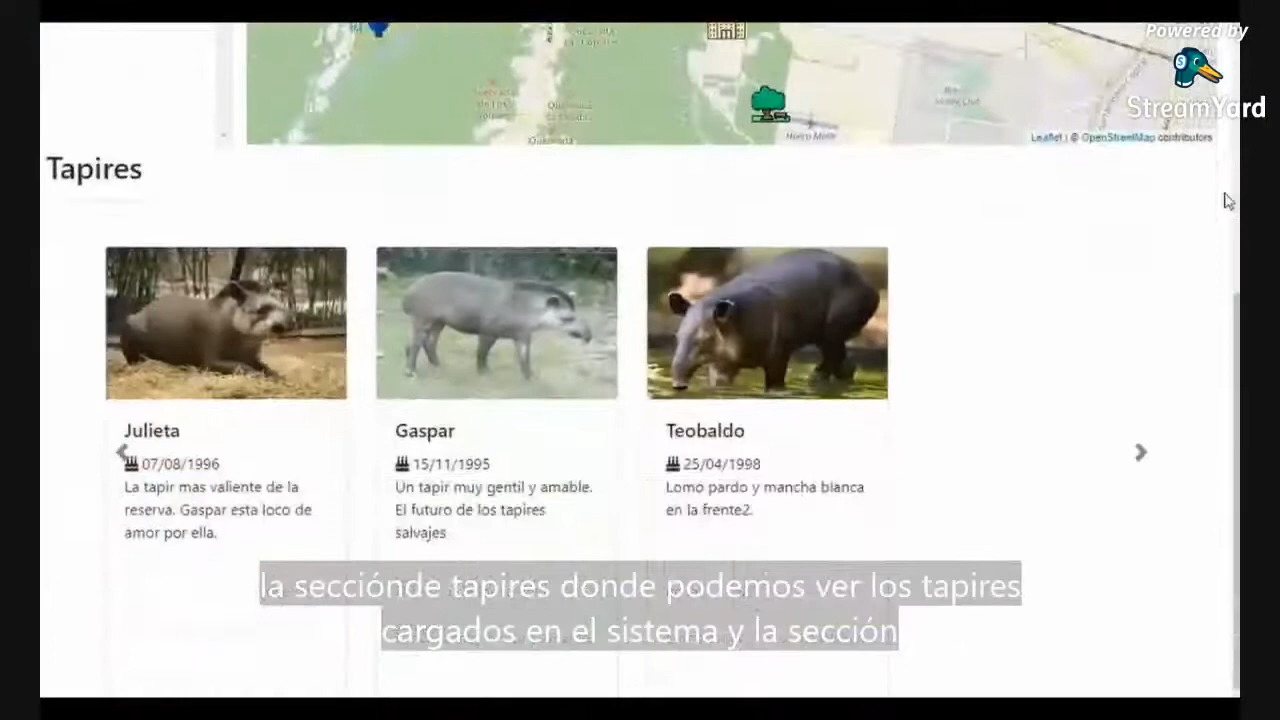 Powered by
StreamYard
Huevo Molle
Leaflet | © OpenStreetMap contributors
Tapires
Julieta
07/08/1996
La tapir mas valiente de la
reserva. Gaspar esta loco de
amor por ella.
Gaspar
15/11/1995
Un tapir muy gentil y amable.
El futuro de los tapires
salvajes
Teobaldo
25/04/1998
Lomo pardo y mancha blanca
en la frente2.
la secciónde tapires donde podemos ver los tapires
cargados en el sistema y la sección